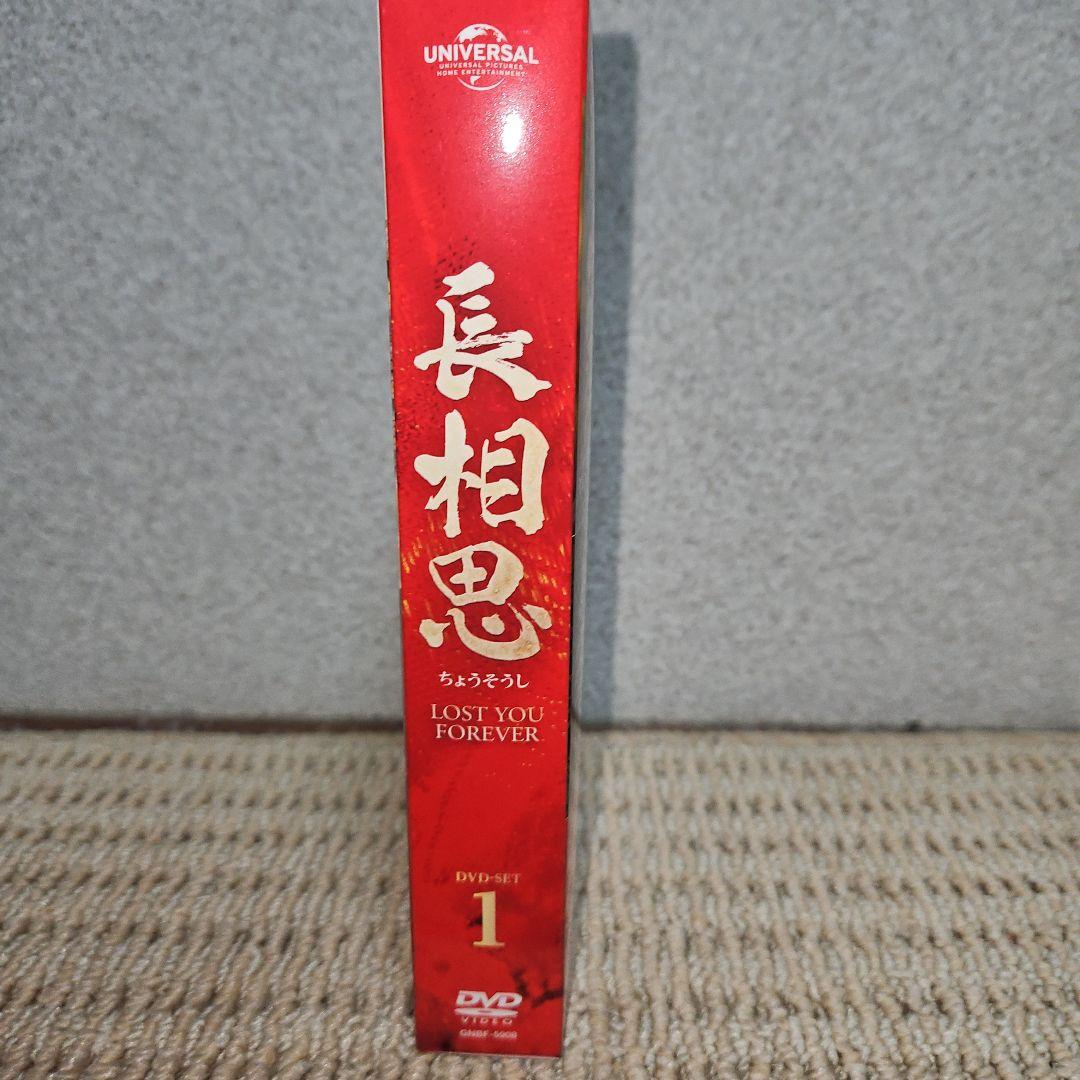 UNIVERSAL
UNIVERSAL PICTURES
HOME ENTERTAINMENT
長相思
ちょうそうし
LOST YOU
FOREVER
DVD-SET
1
DVD
VIDEO